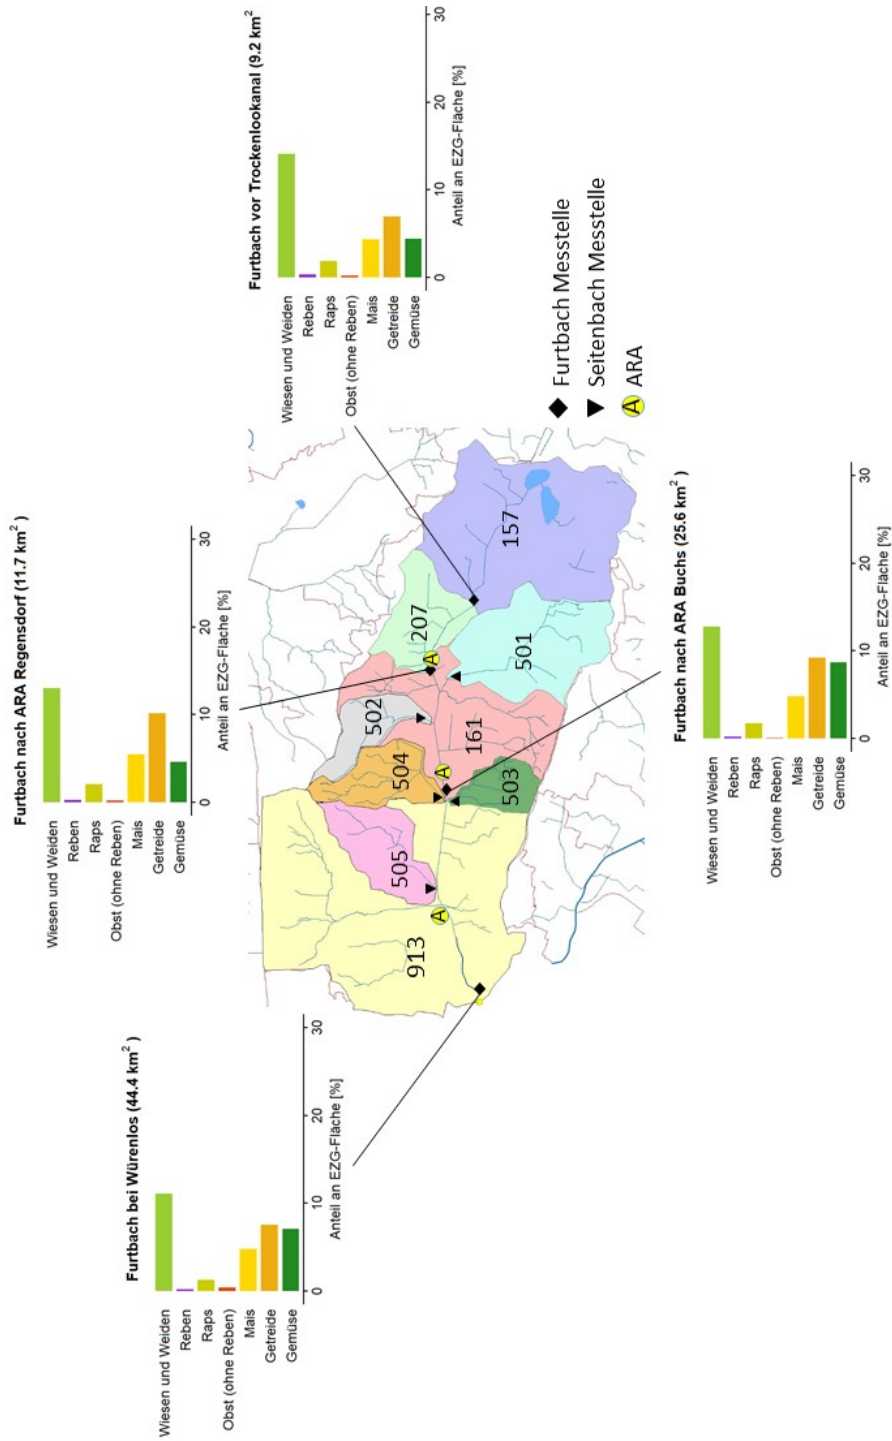 Furtbach bei Würenlos (44.4 km²)
Wiesen und Weiden
Reben
Raps
Obst (ohne Reben)
Mais
Getreide
Gemüse
0 10 20 30
Anteil an EZG-Fläche [%]
Furtbach nach ARA Regensdorf (11.7 km²)
Wiesen und Weiden
Reben
Raps
Obst (ohne Reben)
Mais
Getreide
Gemüse
0 10 20 30
Anteil an EZG-Fläche [%]
Furtbach vor Trockenlookanal (9.2 km²)
Wiesen und Weiden
Reben
Raps
Obst (ohne Reben)
Mais
Getreide
Gemüse
0 10 20 30
Anteil an EZG-Fläche [%]
913
505
504
502
503
161
207
501
157
A
A
A
Furtbach nach ARA Buchs (25.6 km²)
Wiesen und Weiden
Reben
Raps
Obst (ohne Reben)
Mais
Getreide
Gemüse
0 10 20 30
Anteil an EZG-Fläche [%]
Furtbach Messtelle
Seitenbach Messtelle
A ARA